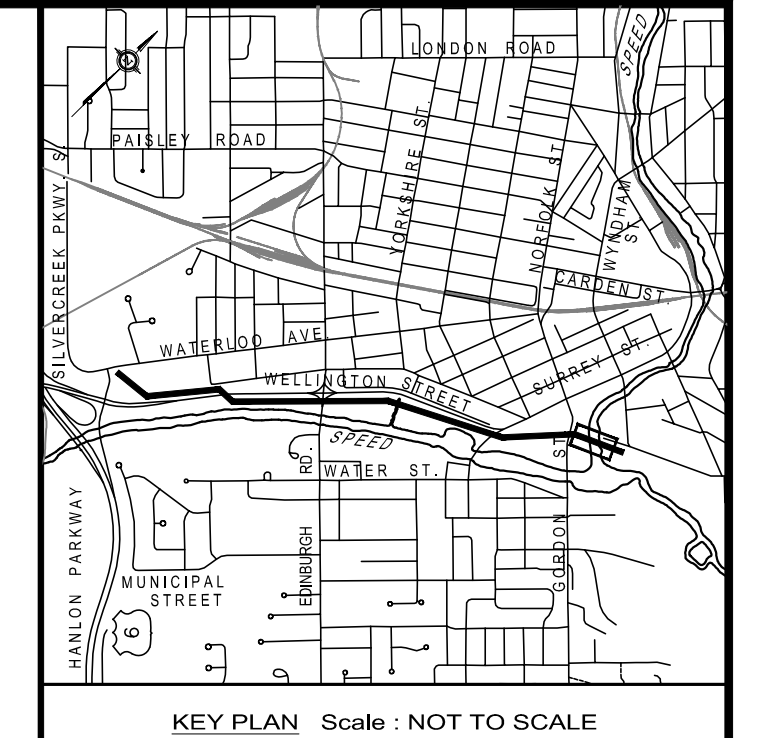 LONDON ROAD
SPEED
PAISLEY ROAD
SILVERCREEK PKWY. S.
YORKSHIRE ST.
NORFOLK ST
WYNDHAM ST.
CARDEN ST.
WATERLOO AVE.
WELLINGTON STREET
SURREY ST.
SPEED
WATER ST.
EDINBURGH RD.
GORDON ST
HANLON PARKWAY
MUNICIPAL
STREET
6
KEY PLAN Scale : NOT TO SCALE